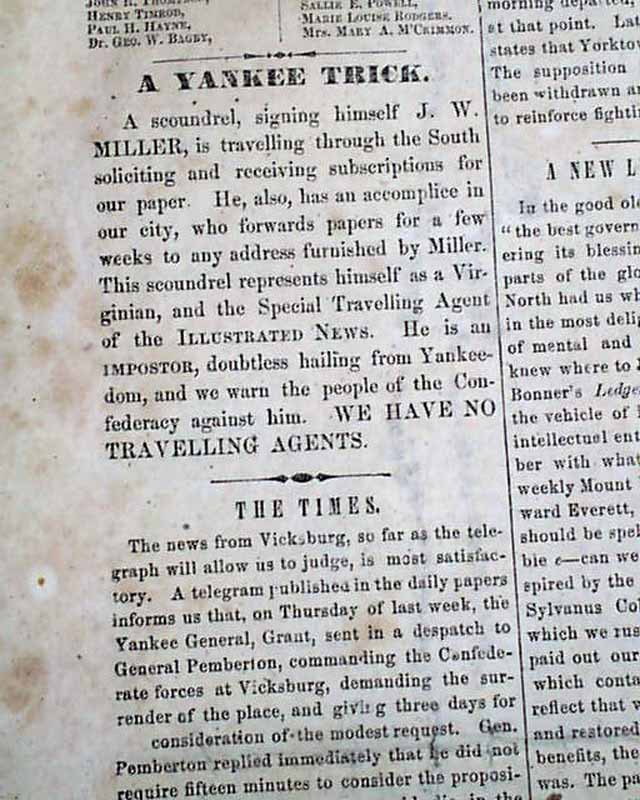 JOHN R. THOMPSON,
HENRY TIMROD,
PAUL H. HAYNE,
DR. GEO. W. BAGBY,
SALLIE E. POWELL,
MARIE LOUISE RODGERS.
MRS. MARY A. M'CRIMMON.
A YANKEE TRICK.
A scoundrel, signing himself J. W.
MILLER, is travelling through the South
soliciting and receiving subscriptions for
our paper. He, also, has an accomplice in
our city, who forwards papers for a few
weeks to any address furnished by Miller.
This scoundrel represents himself as a Vir-
ginian, and the Special Travelling Agent
of the ILLUSTRATED NEWS. He is an
IMPOSTOR, doubtless hailing from Yankee-
dom, and we warn the people of the Con-
federacy against him. WE HAVE NO
TRAVELLING AGENTS.
THE TIMES.
The news from Vicksburg, so far as the tele-
graph will allow us to judge, is most satisfac-
tory. A telegram published in the daily papers
informs us that, on Thursday of last week, the
Yankee General, Grant, sent in a despatch to
General Pemberton, commanding the Confede-
rate forces at Vicksburg, demanding the sur-
render of the place, and giving three days for
consideration of the modest request. Gen.
Pemberton replied immediately that he did not
require fifteen minutes to consider the proposi-
in the
morning departed,
at that point.
states that Yorkto
The supposition
been withdrawn
to reinforce fighti
A NEW L
In the good old
"the best govern
ering its blessin
parts of the glo
North had us wh
in the most deli
of mental and
knew where to
Bonner's Ledge
the vehicle of
intellectuel ent
ber with what
weekly Mount
ward Everett,
should be spel
ble e—can we
spired by the
Sylvanus Co
which we rus
paid out our
which conta
reflect that w
and restored
benefits, the
was. The pa